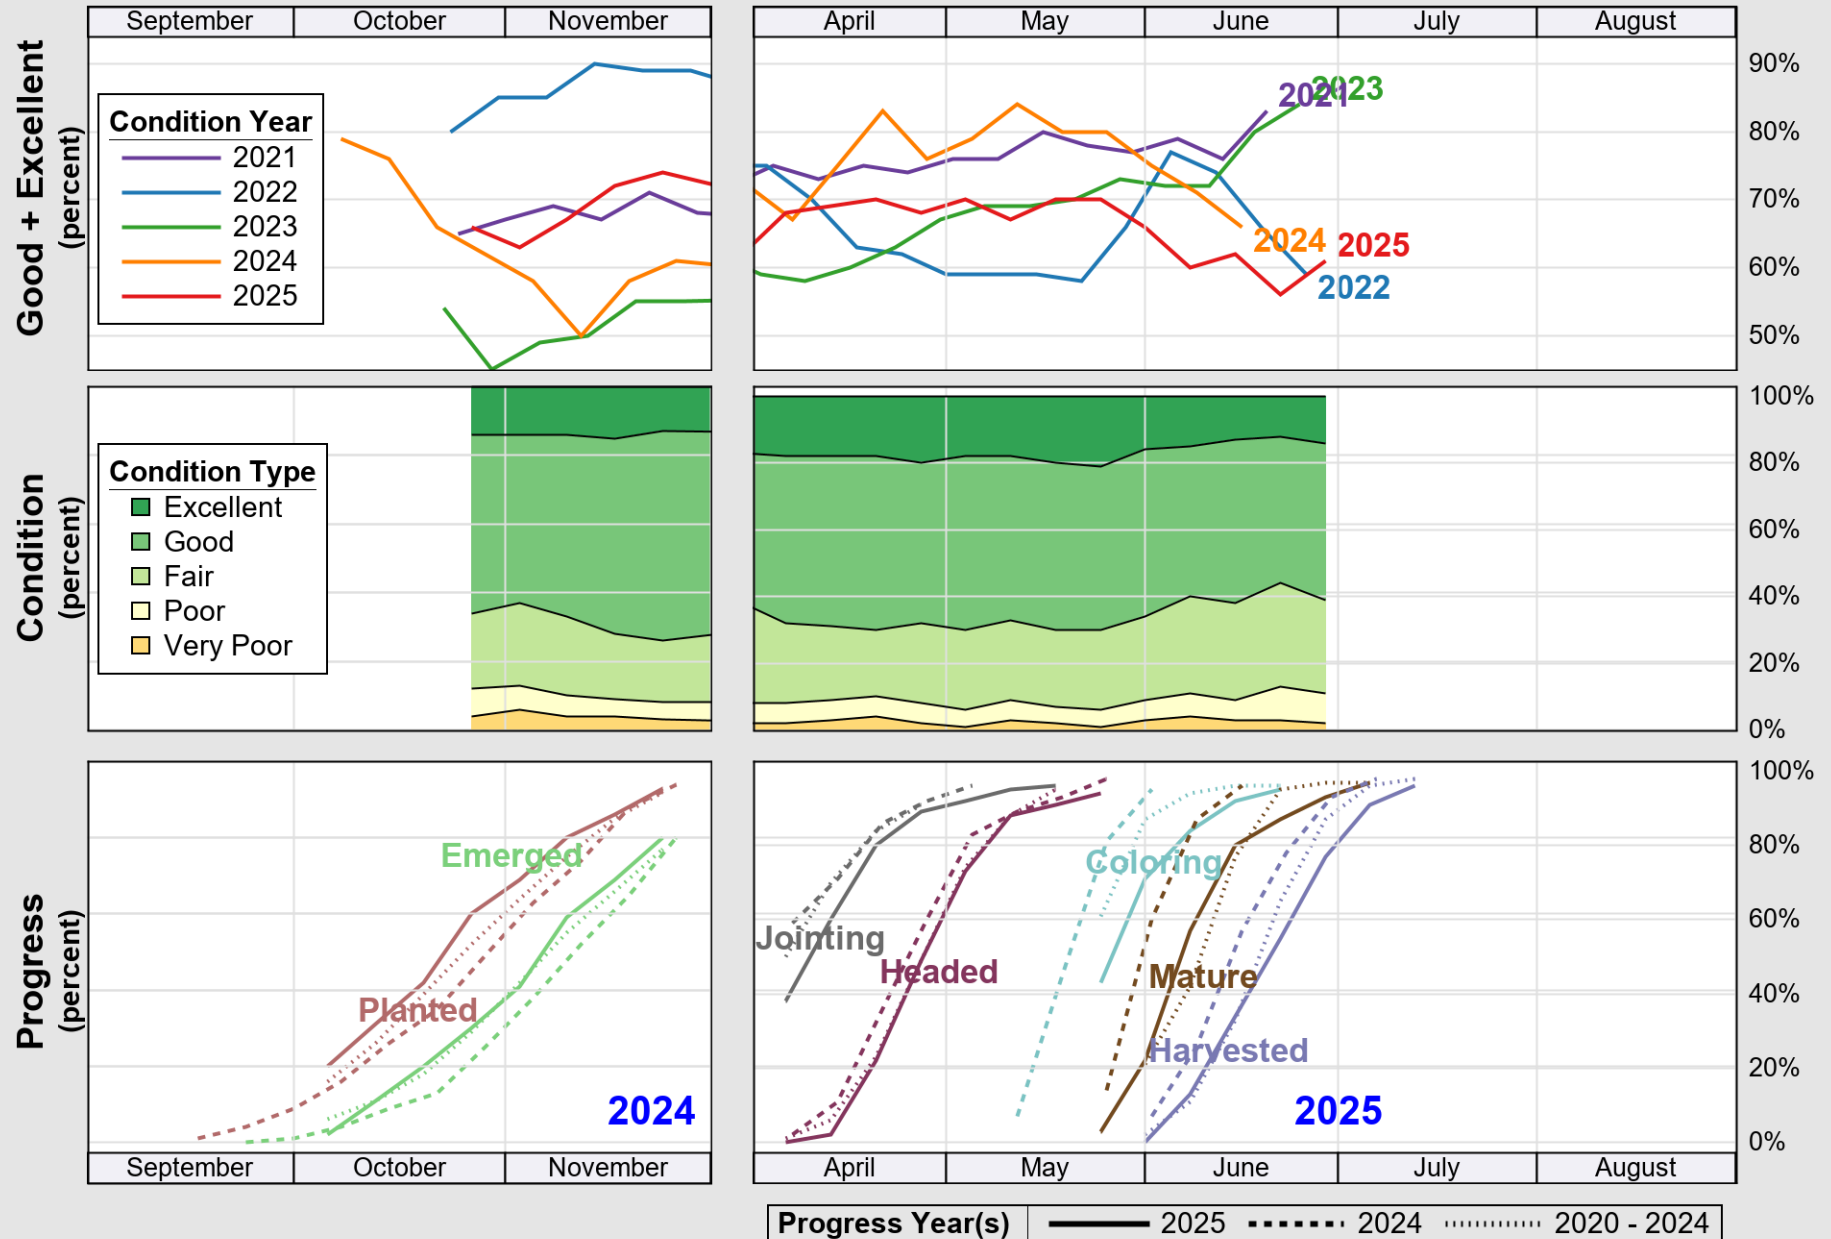 September October November April May June July August
Good + Excellent
(percent)
90%
80%
70%
60%
50%
Condition Year
2021
2022
2023
2024
2025
2021
2023
2024
2025
2022
Condition
(percent)
100%
80%
60%
40%
20%
0%
Condition Type
Excellent
Good
Fair
Poor
Very Poor
Progress
(percent)
100%
80%
60%
40%
20%
0%
Emerged
Planted
2024
Jointing
Headed
Coloring
Mature
Harvested
2025
September October November April May June July August
Progress Year(s) 2025 2024 2020 - 2024